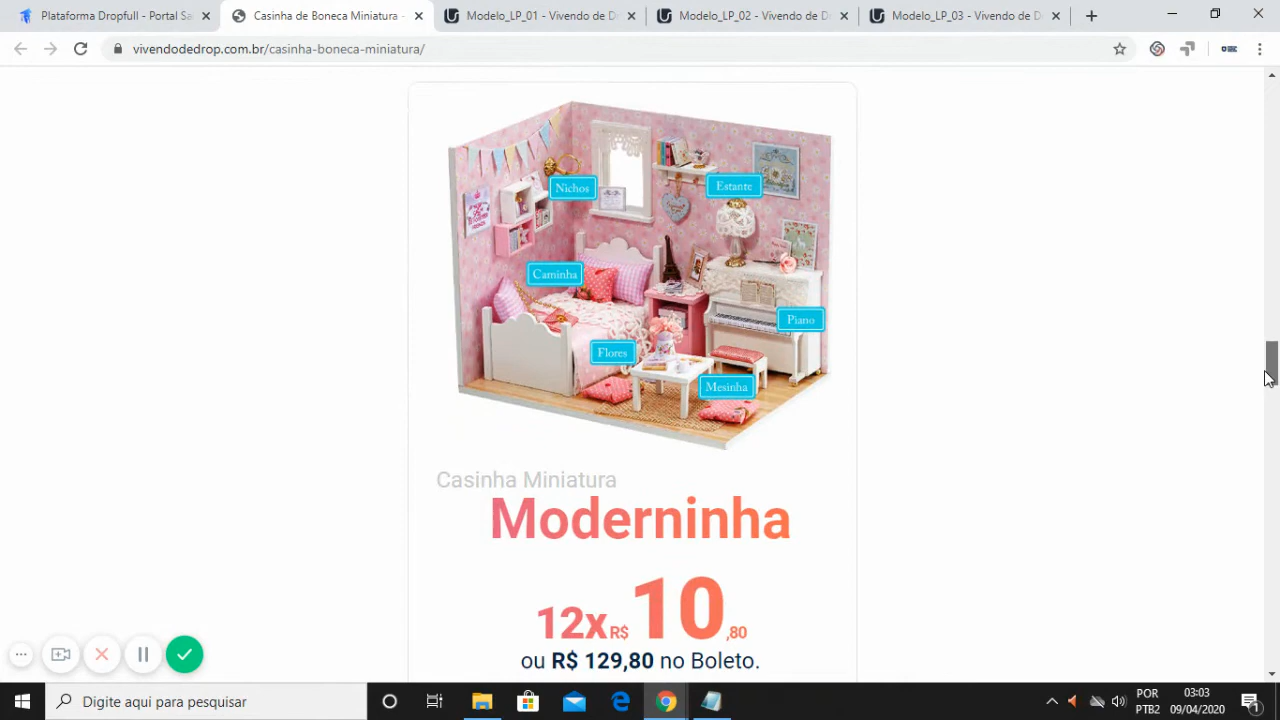 Plataforma Dropfull - Portal Sa
Casinha de Boneca Miniatura -
Modelo_LP_01 - Vivendo de D
Modelo_LP_02 - Vivendo de D
Modelo_LP_03 - Vivendo de D
vivendodedrop.com.br/casinha-boneca-miniatura/
Nichos
Estante
Caminha
Piano
Flores
Mesinha
Casinha Miniatura
Moderninha
12x R$ 10,80
ou R$ 129,80 no Boleto.
Digite aqui para pesquisar
POR
PTB2
03:03
09/04/2020
1